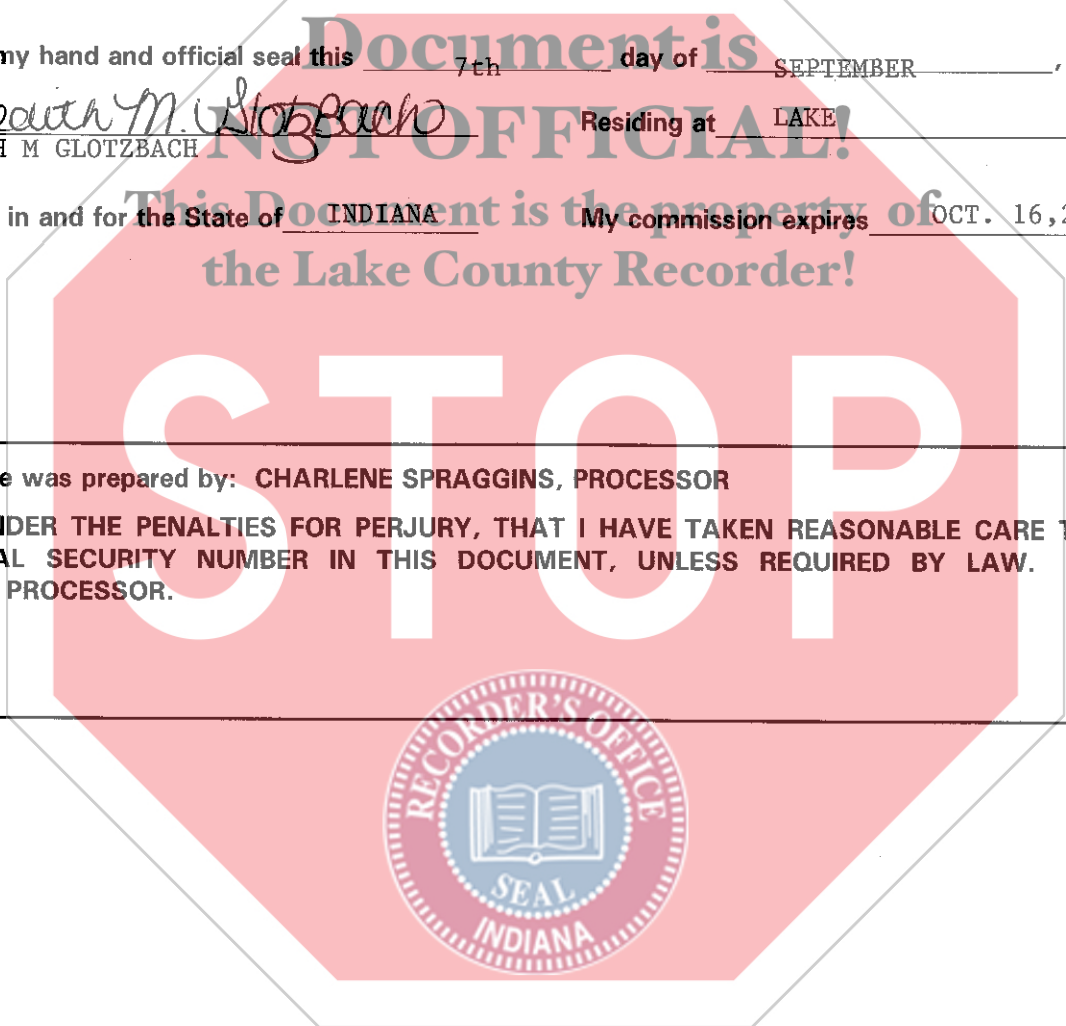 Document is
my hand and official seal this 7th day of SEPTEMBER ,
NOT OFFICIAL!
M. Glotzbach Residing at LAKE
H M GLOTZBACH
This Document is the property of
in and for the State of INDIANA My commission expires OCT. 16,2
the Lake County Recorder!
STOP
e was prepared by: CHARLENE SPRAGGINS, PROCESSOR
NDER THE PENALTIES FOR PERJURY, THAT I HAVE TAKEN REASONABLE CARE T
AL SECURITY NUMBER IN THIS DOCUMENT, UNLESS REQUIRED BY LAW.
PROCESSOR.
RECORDER'S OFFICE
SEAL
INDIANA